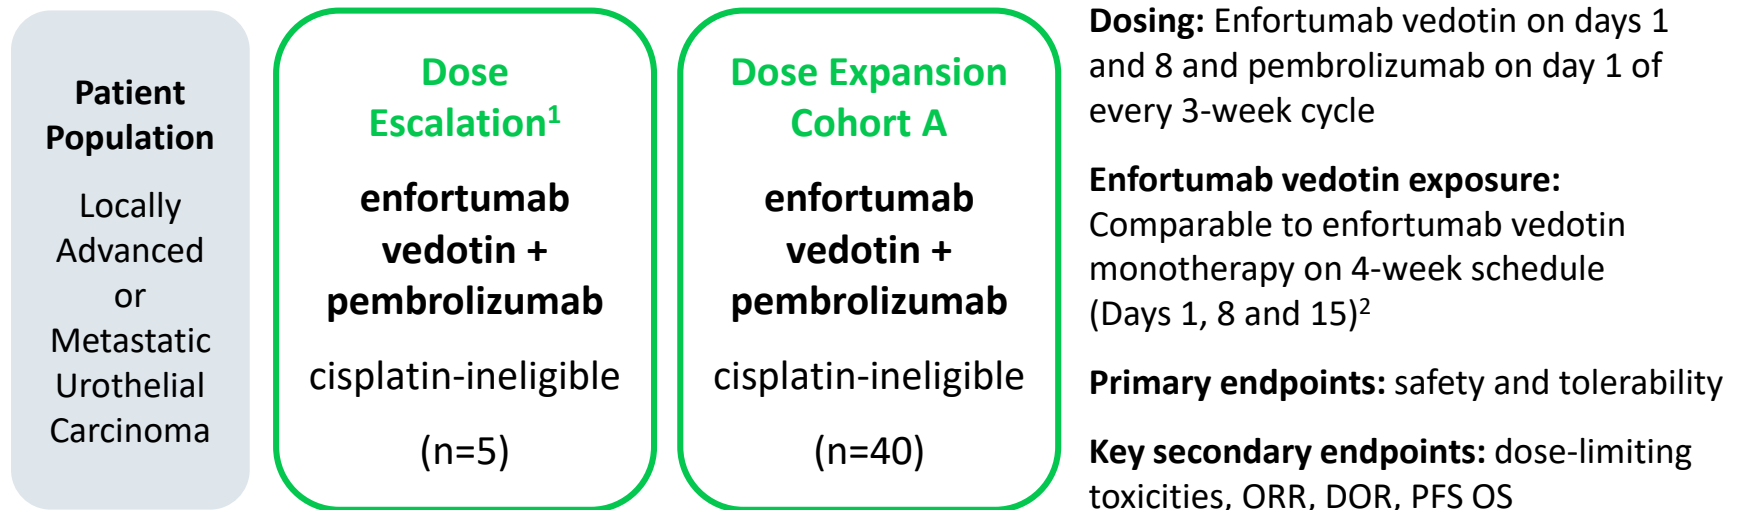 Patient
Population
Locally
Advanced
or
Metastatic
Urothelial
Carcinoma
Dose
Escalation¹
enfortumab
vedotin +
pembrolizumab
cisplatin-ineligible
(n=5)
Dose Expansion
Cohort A
enfortumab
vedotin +
pembrolizumab
cisplatin-ineligible
(n=40)
Dosing: Enfortumab vedotin on days 1
and 8 and pembrolizumab on day 1 of
every 3-week cycle
Enfortumab vedotin exposure:
Comparable to enfortumab vedotin
monotherapy on 4-week schedule
(Days 1, 8 and 15)²
Primary endpoints: safety and tolerability
Key secondary endpoints: dose-limiting
toxicities, ORR, DOR, PFS OS